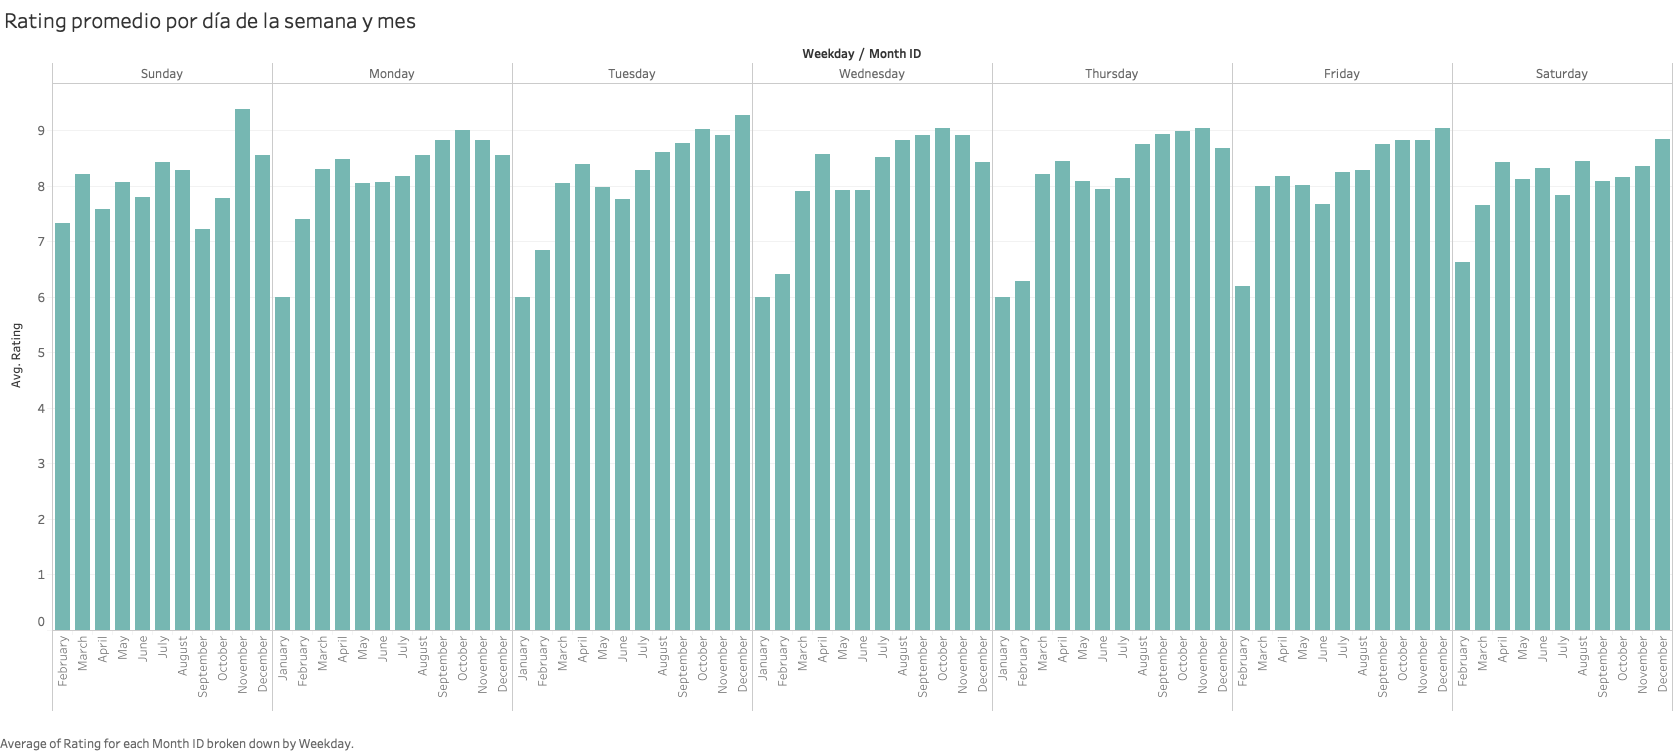 Rating promedio por día de la semana y mes
Weekday / Month ID
Sunday Monday Tuesday Wednesday Thursday Friday Saturday
Avg. Rating
9
8
7
6
5
4
3
2
1
0
February March April May June July August September October November December
January February March April May June July August September October November December
January February March April May June July August September October November December
January February March April May June July August September October November December
January February March April May June July August September October November December
February March April May June July August September October November December
February March April May June July August September October November December
Average of Rating for each Month ID broken down by Weekday.